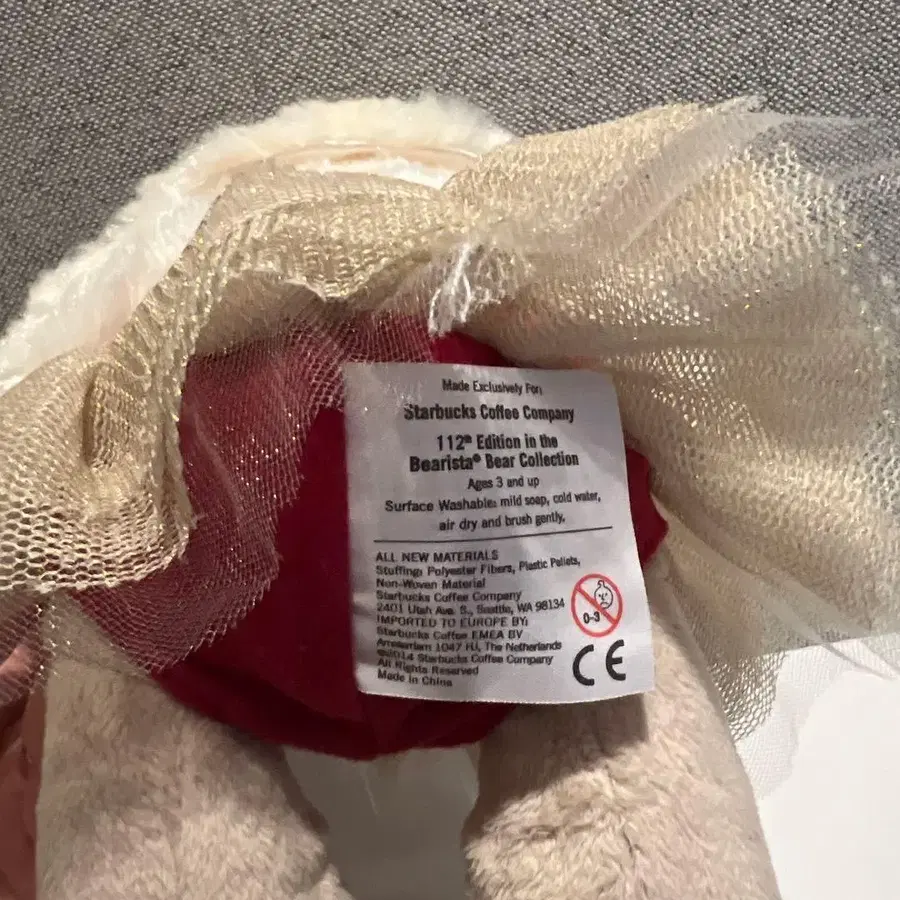 Made Exclusively For:
Starbucks Coffee Company
112th Edition in the
Bearista® Bear Collection
Ages 3 and up
Surface Washable: mild soap, cold water,
air dry and brush gently.
ALL NEW MATERIALS
Stuffing: Polyester Fibers, Plastic Pellets,
Non-Woven Material
Starbucks Coffee Company
2401 Utah Ave. S., Seattle, WA 98134
IMPORTED TO EUROPE BY:
Starbucks Coffee EMEA BV
Amsterdam 1047 HJ, The Netherlands
©2014 Starbucks Coffee Company
All Rights Reserved
Made in China
0-3
CE